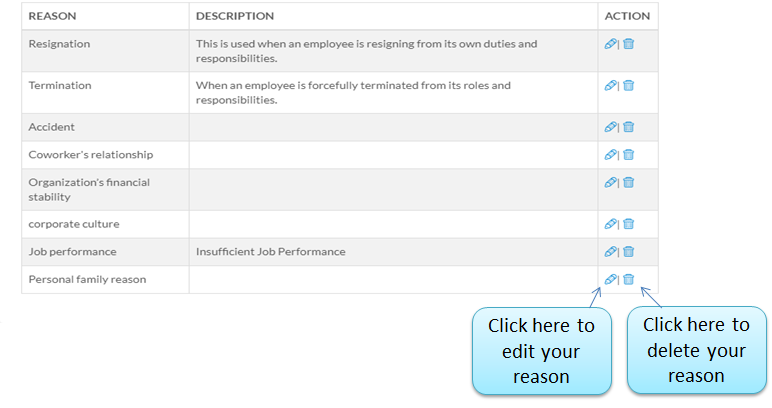 REASON DESCRIPTION ACTION
Resignation This is used when an employee is resigning from its own duties and
responsibilities.
Termination When an employee is forcefully terminated from its roles and
responsibilities.
Accident
Coworker's relationship
Organization's financial
stability
corporate culture
Job performance Insufficient Job Performance
Personal family reason
Click here to
edit your
reason
Click here to
delete your
reason